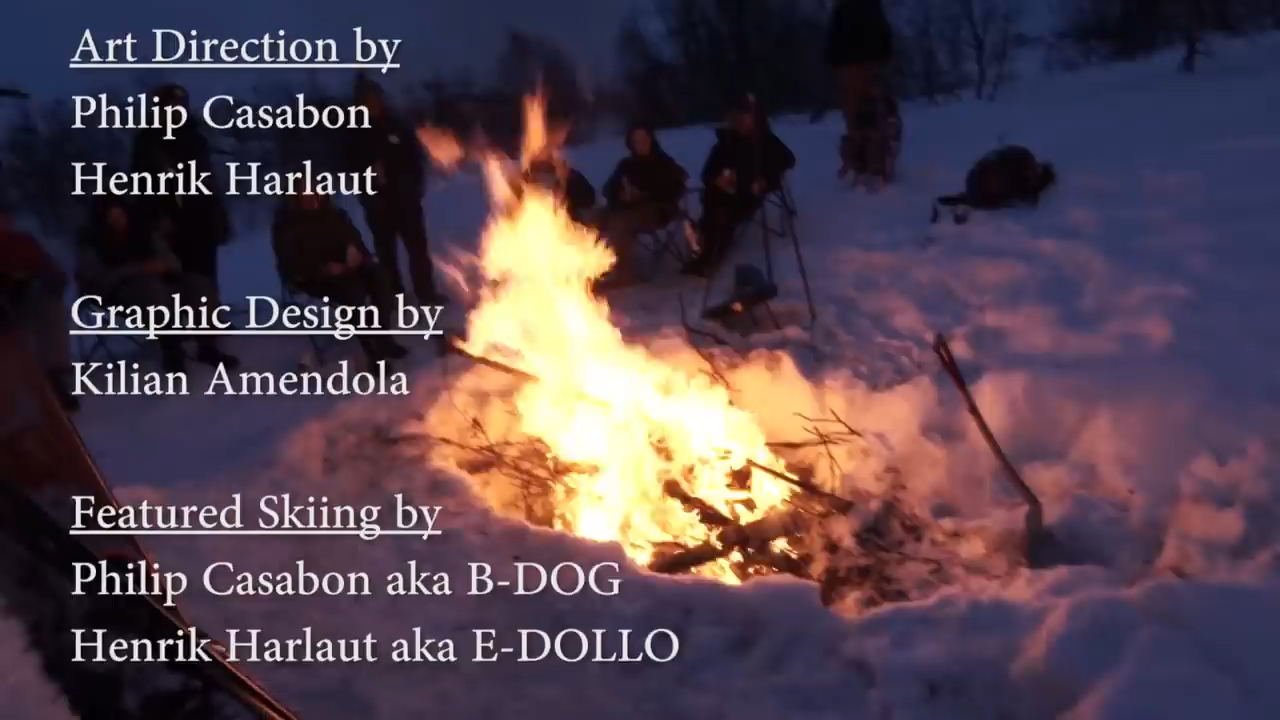 Art Direction by
Philip Casabon
Henrik Harlaut
Graphic Design by
Kilian Amendola
Featured Skiing by
Philip Casabon aka B-DOG
Henrik Harlaut aka E-DOLLO